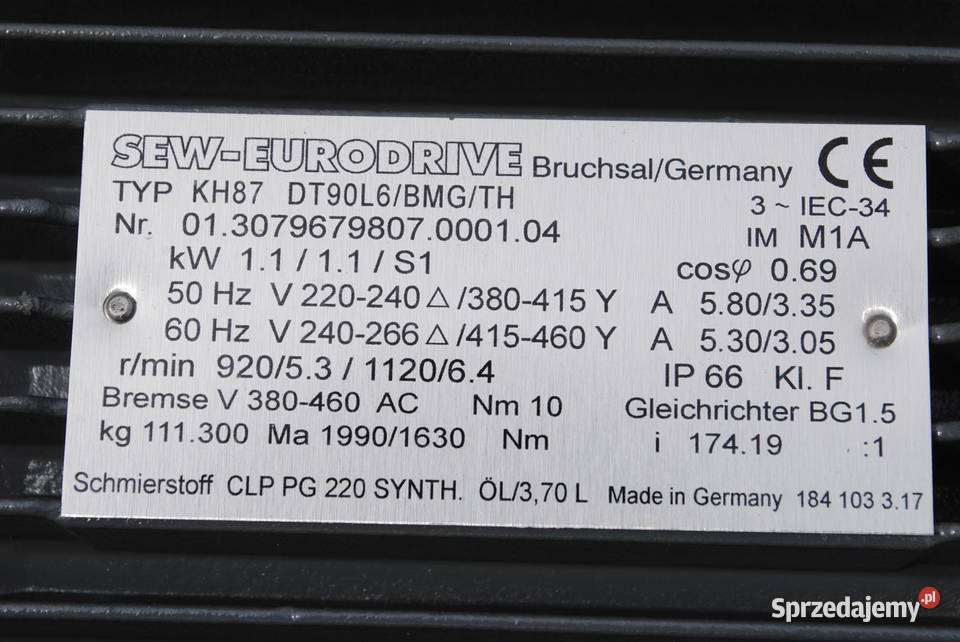 SEW-EURODRIVE Bruchsal/Germany CE
TYP KH87 DT90L6/BMG/TH 3 ~ IEC-34
Nr. 01.3079679807.0001.04 IM M1A
kW 1.1 / 1.1 / S1 cosφ 0.69
50 Hz V 220-240 △ /380-415 Y A 5.80/3.35
60 Hz V 240-266 △ /415-460 Y A 5.30/3.05
r/min 920/5.3 / 1120/6.4 IP 66 Kl. F
Bremse V 380-460 AC Nm 10 Gleichrichter BG1.5
kg 111.300 Ma 1990/1630 Nm i 174.19 :1
Schmierstoff CLP PG 220 SYNTH. ÖL/3,70 L Made in Germany 184 103 3.17
Sprzedajemy.pl